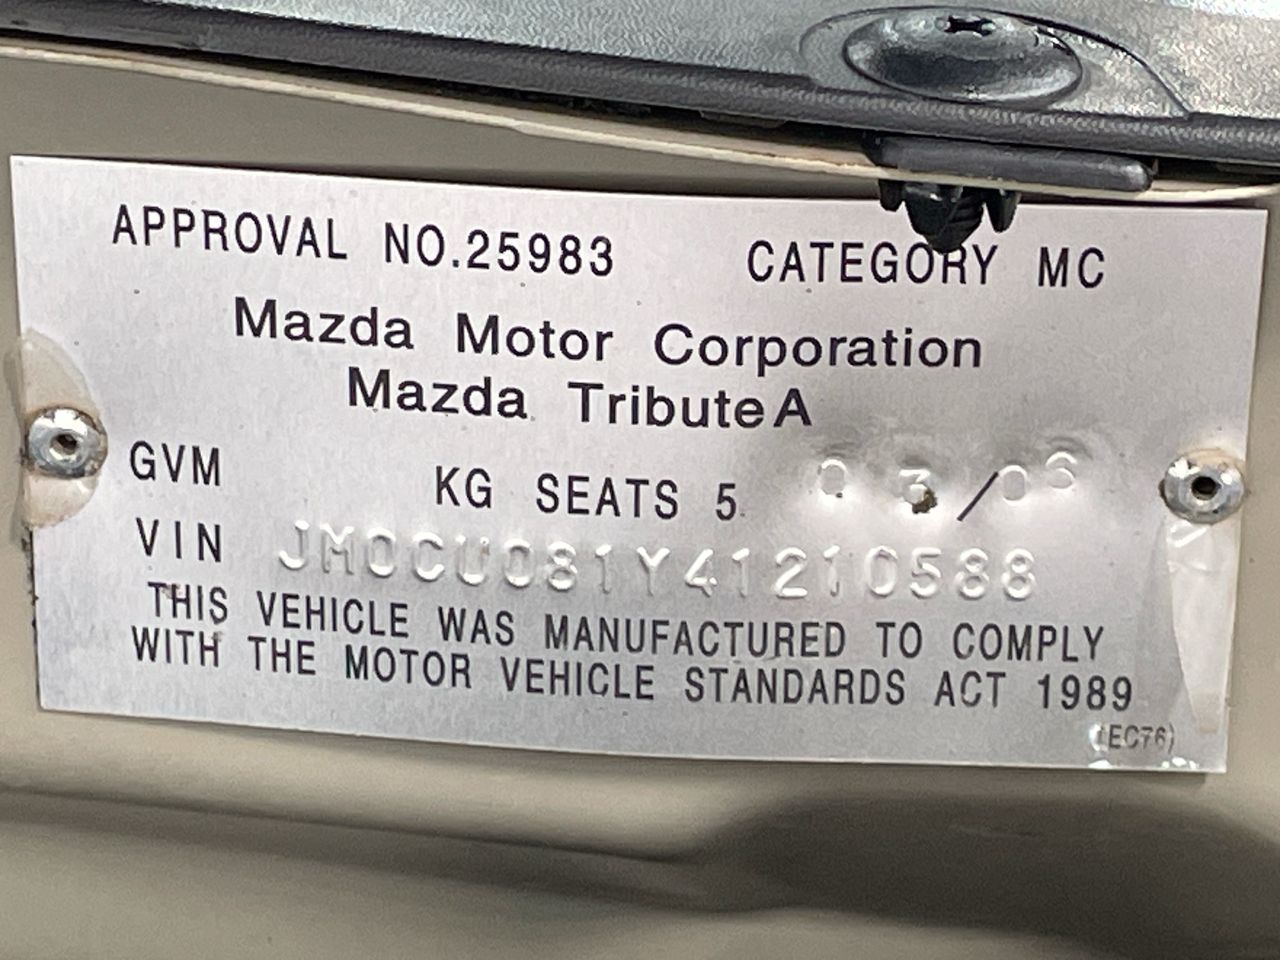 APPROVAL NO.25983 CATEGORY MC
Mazda Motor Corporation
Mazda Tribute A
GVM KG SEATS 5 03/06
VIN JM0CU081Y41210588
THIS VEHICLE WAS MANUFACTURED TO COMPLY
WITH THE MOTOR VEHICLE STANDARDS ACT 1989
(EC76)